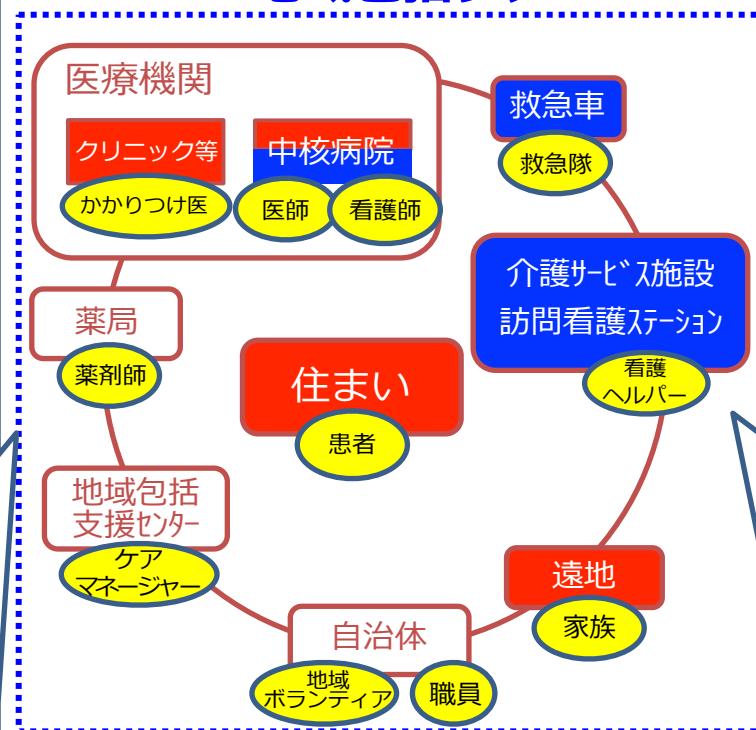 医療機関
クリニック等
かかりつけ医
中核病院
医師
看護師
救急車
救急隊
介護サービス施設
訪問看護ステーション
看護
ヘルパー
薬局
薬剤師
住まい
患者
地域包括
支援センター
ケア
マネージャー
遠地
家族
自治体
地域
ボランティア
職員